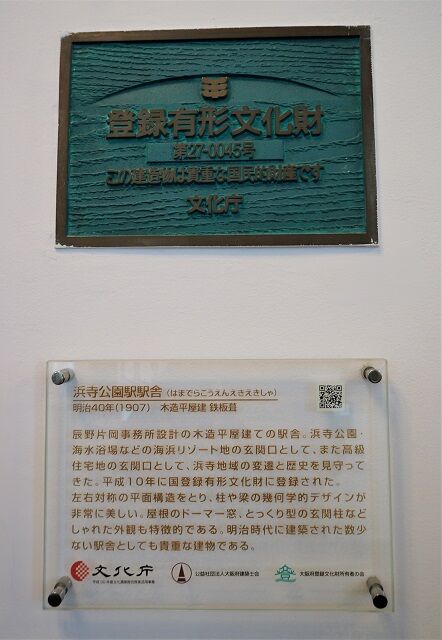 登録有形文化財
第27-0045号
この建造物は貴重な国民的財産です
文化庁
浜寺公園駅駅舎（はまでらこうえんえきえきしゃ）
明治40年(1907)　木造平屋建 鉄板葺
辰野片岡事務所設計の木造平屋建ての駅舎。浜寺公園・
海水浴場などの海浜リゾート地の玄関口として、また高級
住宅地の玄関口として、浜寺地域の変遷と歴史を見守って
きた。平成10年に国登録有形文化財に登録された。
左右対称の平面構造をとり、柱や梁の幾何学的デザインが
非常に美しい。屋根のドーマー窓、とっくり型の玄関柱など
しゃれた外観も特徴的である。明治時代に建築された数少
ない駅舎としても貴重な建物である。
文化庁
公益社団法人大阪府建築士会
大阪府登録文化財所有者の会